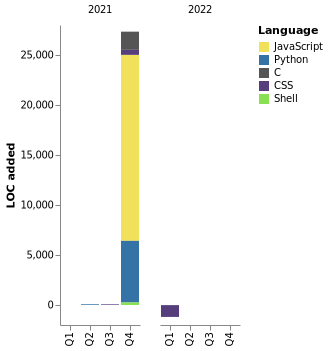 2021
2022
Language
JavaScript
Python
C
CSS
Shell
LOC added
25,000
20,000
15,000
10,000
5,000
0
Q1
Q2
Q3
Q4
Q1
Q2
Q3
Q4